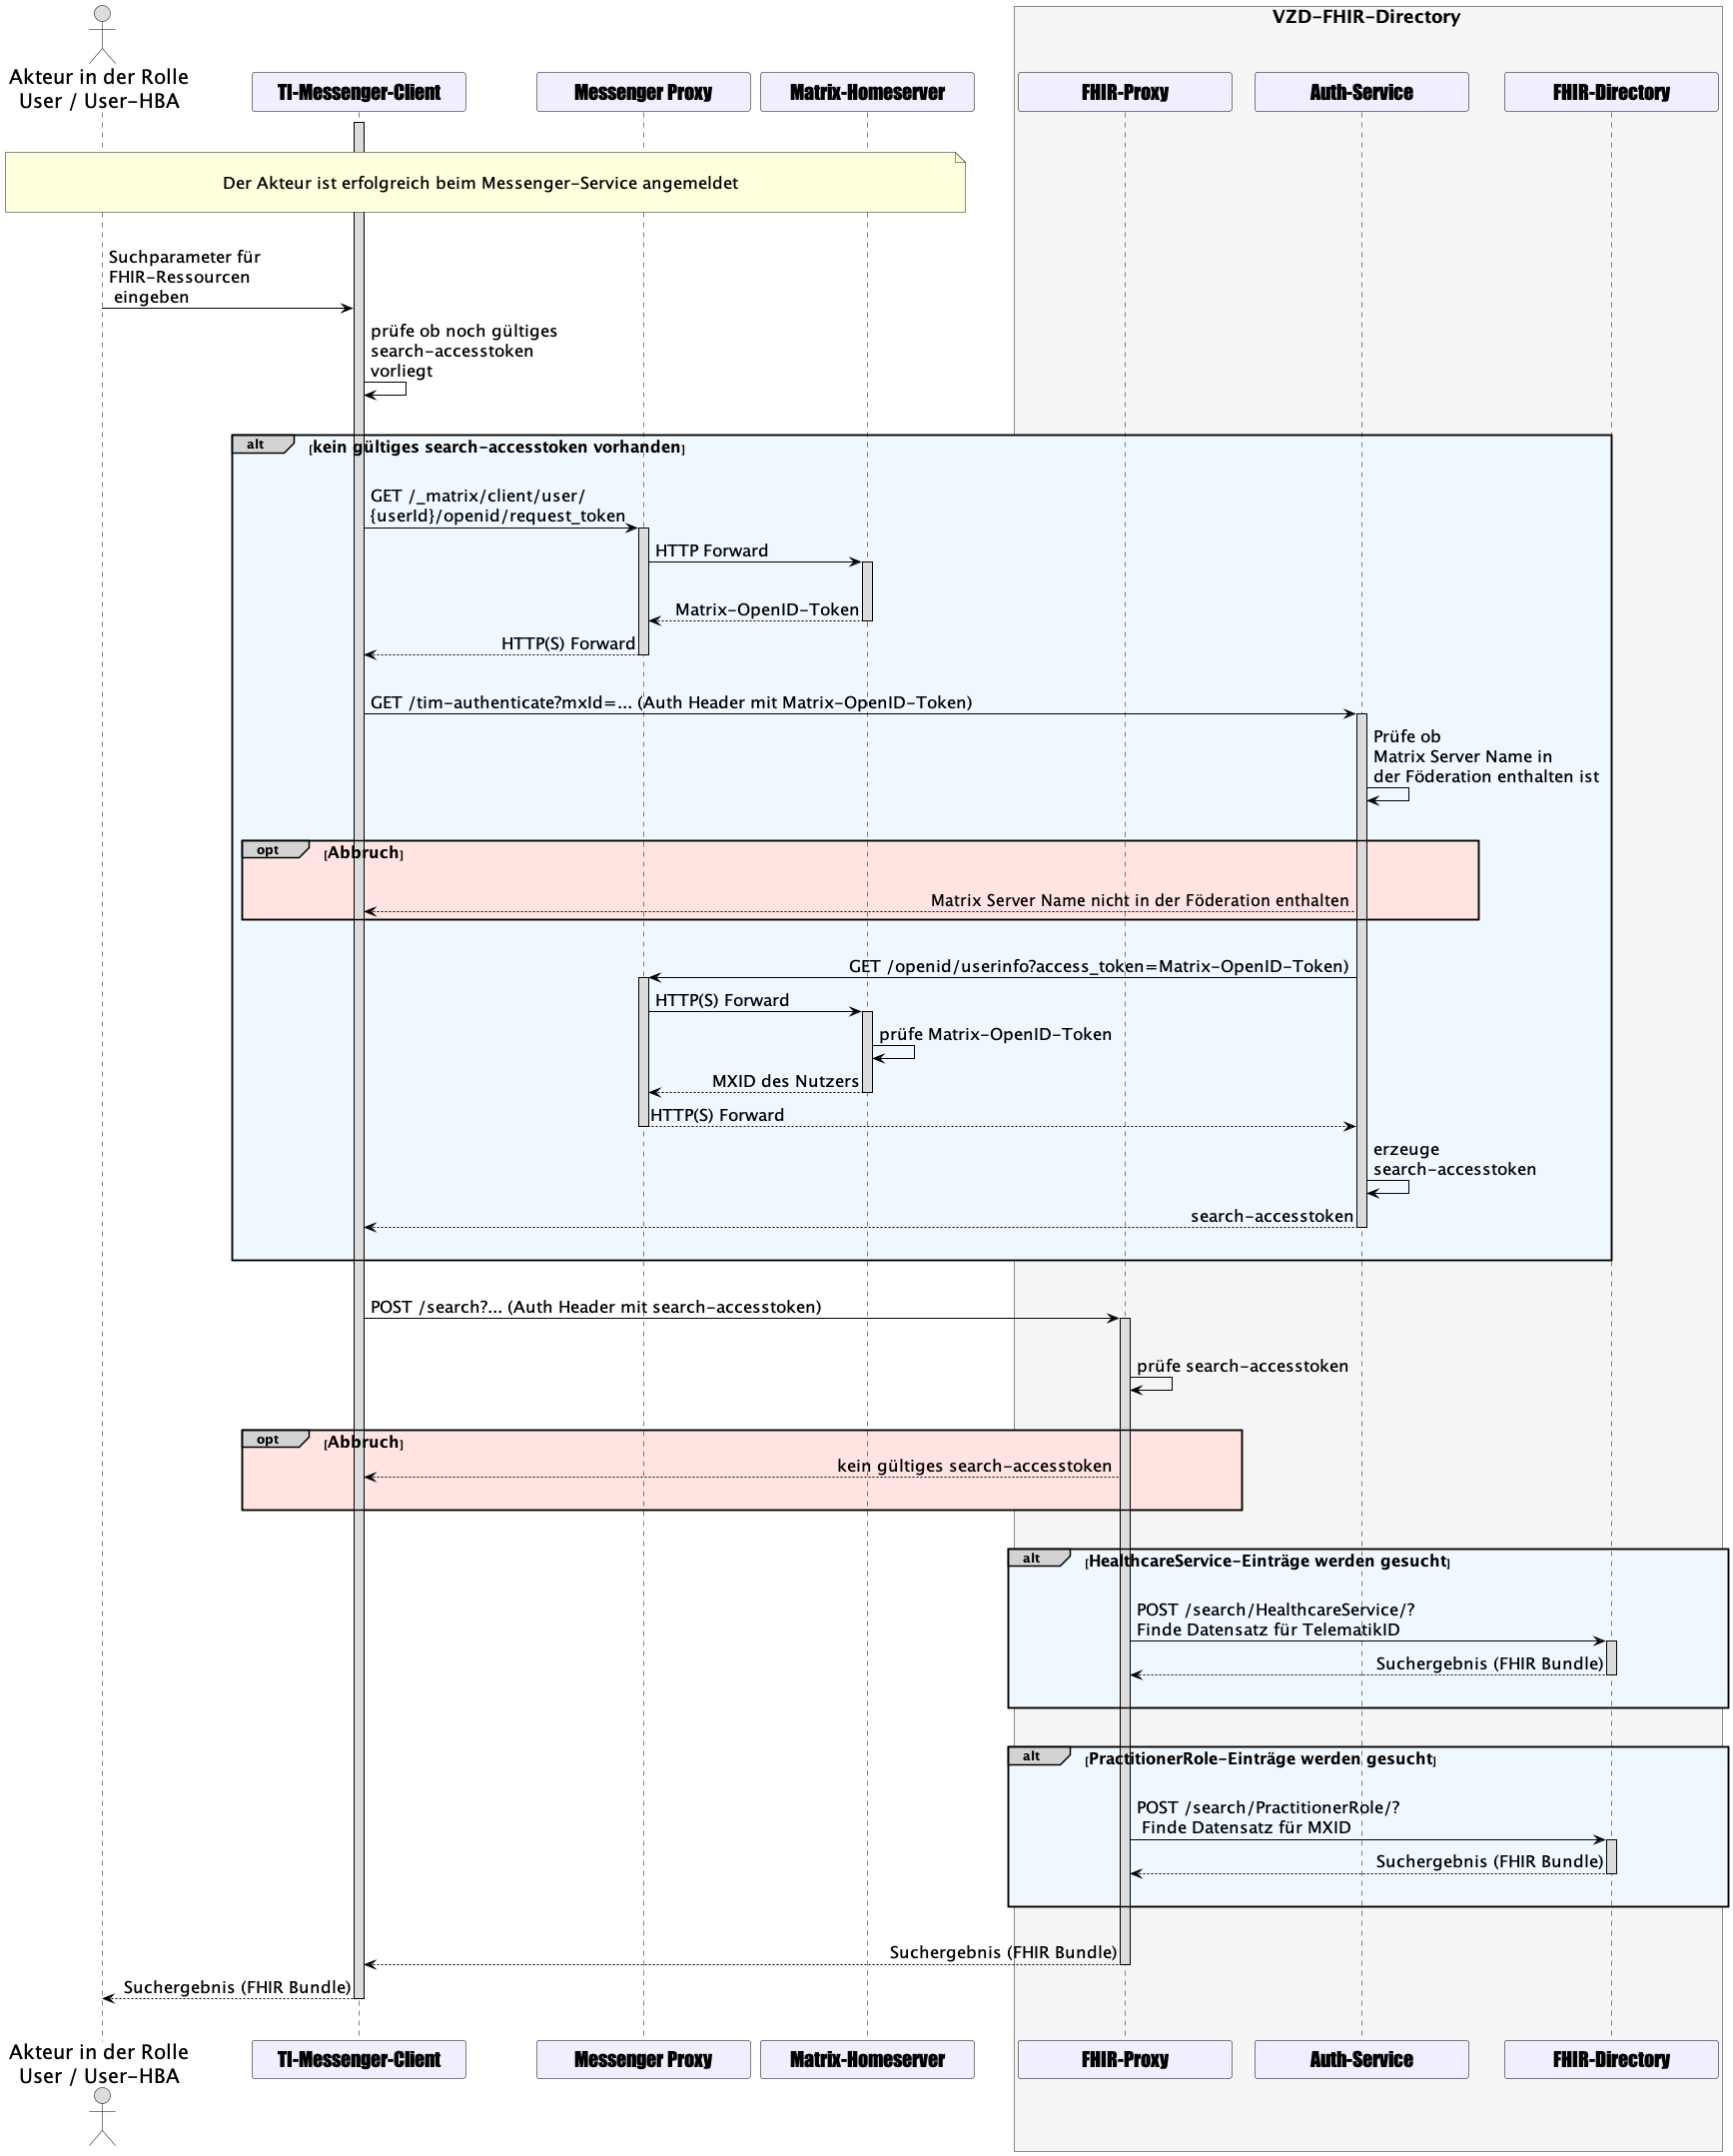 VZD-FHIR-Directory
Akteur in der Rolle
User / User-HBA
TI-Messenger-Client
Messenger Proxy
Matrix-Homeserver
FHIR-Proxy
Auth-Service
FHIR-Directory
Der Akteur ist erfolgreich beim Messenger-Service angemeldet
Suchparameter für
FHIR-Ressourcen
eingeben
prüfe ob noch gültiges
search-accesstoken
vorliegt
alt [kein gültiges search-accesstoken vorhanden]
GET /_matrix/client/user/
{userId}/openid/request_token
HTTP Forward
Matrix-OpenID-Token
HTTP(S) Forward
GET /tim-authenticate?mxId=... (Auth Header mit Matrix-OpenID-Token)
Prüfe ob
Matrix Server Name in
der Föderation enthalten ist
opt [Abbruch]
Matrix Server Name nicht in der Föderation enthalten
GET /openid/userinfo?access_token=Matrix-OpenID-Token)
HTTP(S) Forward
prüfe Matrix-OpenID-Token
MXID des Nutzers
HTTP(S) Forward
erzeuge
search-accesstoken
search-accesstoken
POST /search?... (Auth Header mit search-accesstoken)
prüfe search-accesstoken
opt [Abbruch]
kein gültiges search-accesstoken
alt [HealthcareService-Einträge werden gesucht]
POST /search/HealthcareService/?
Finde Datensatz für TelematikID
Suchergebnis (FHIR Bundle)
alt [PractitionerRole-Einträge werden gesucht]
POST /search/PractitionerRole/?
Finde Datensatz für MXID
Suchergebnis (FHIR Bundle)
Suchergebnis (FHIR Bundle)
Suchergebnis (FHIR Bundle)
Akteur in der Rolle
User / User-HBA
TI-Messenger-Client
Messenger Proxy
Matrix-Homeserver
FHIR-Proxy
Auth-Service
FHIR-Directory